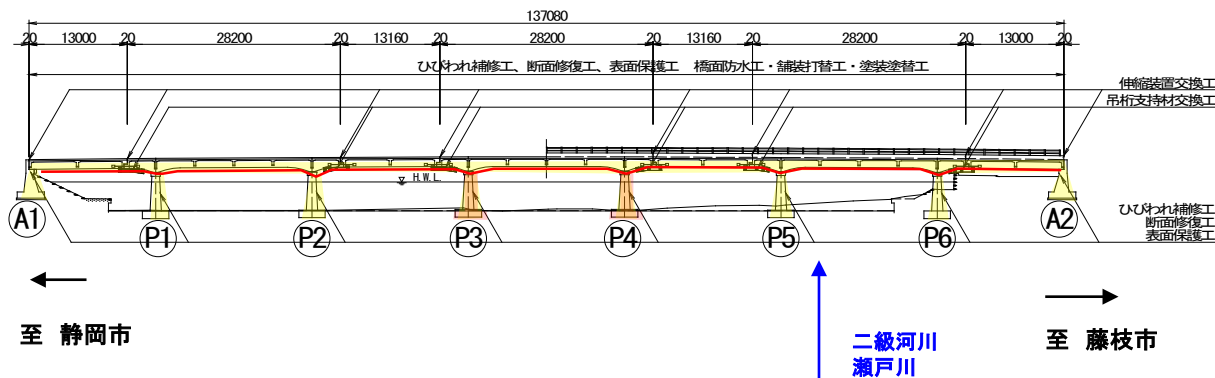 137080
20 13000 20 28200 20 13160 20 28200 20 13160 20 28200 20 13000 20
ひびわれ補修工、断面修復工、表面保護工 橋面防水工・舗装打替工・塗装塗替工
伸縮装置交換工
吊桁支持材交換工
H.W.L.
A1 P1 P2 P3 P4 P5 P6 A2
ひびわれ補修工
断面修復工
表面保護工
至 静岡市
二級河川
瀬戸川
至 藤枝市